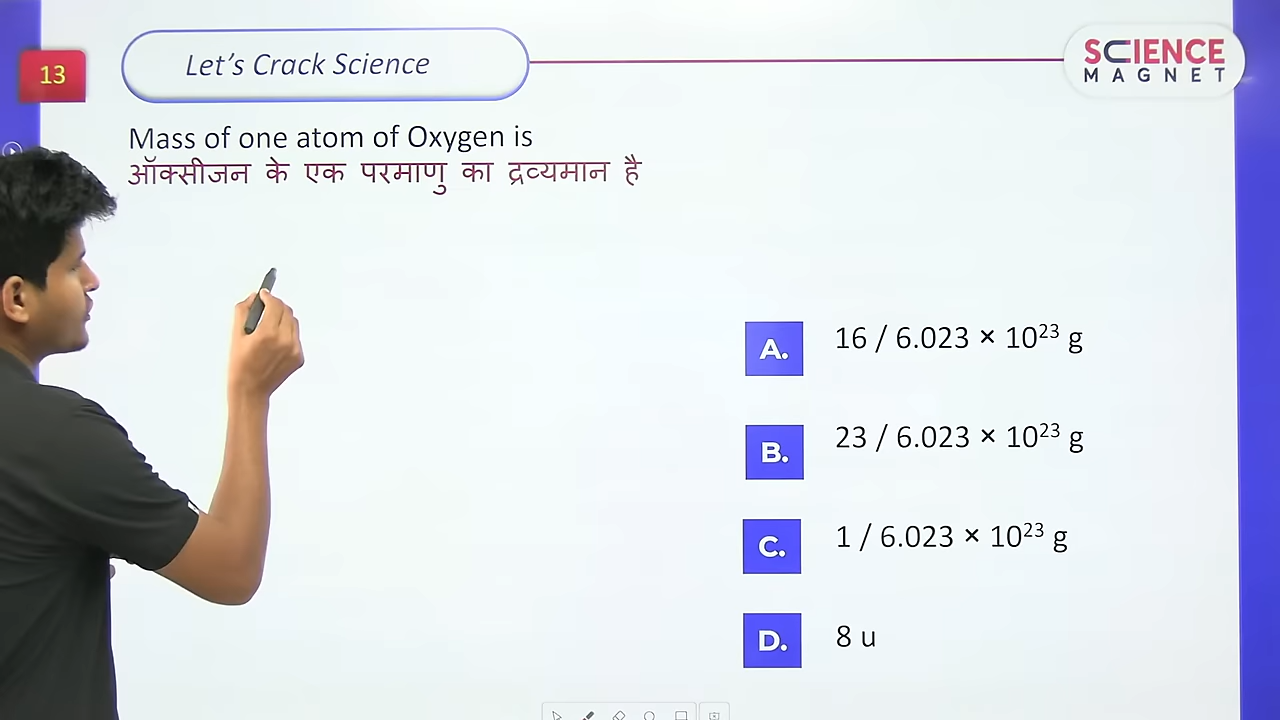 13
Let's Crack Science
SCIENCE
MAGNET
Mass of one atom of Oxygen is
ऑक्सीजन के एक परमाणु का द्रव्यमान है
A. 16 / 6.023 × 10²³ g
B. 23 / 6.023 × 10²³ g
C. 1 / 6.023 × 10²³ g
D. 8 u